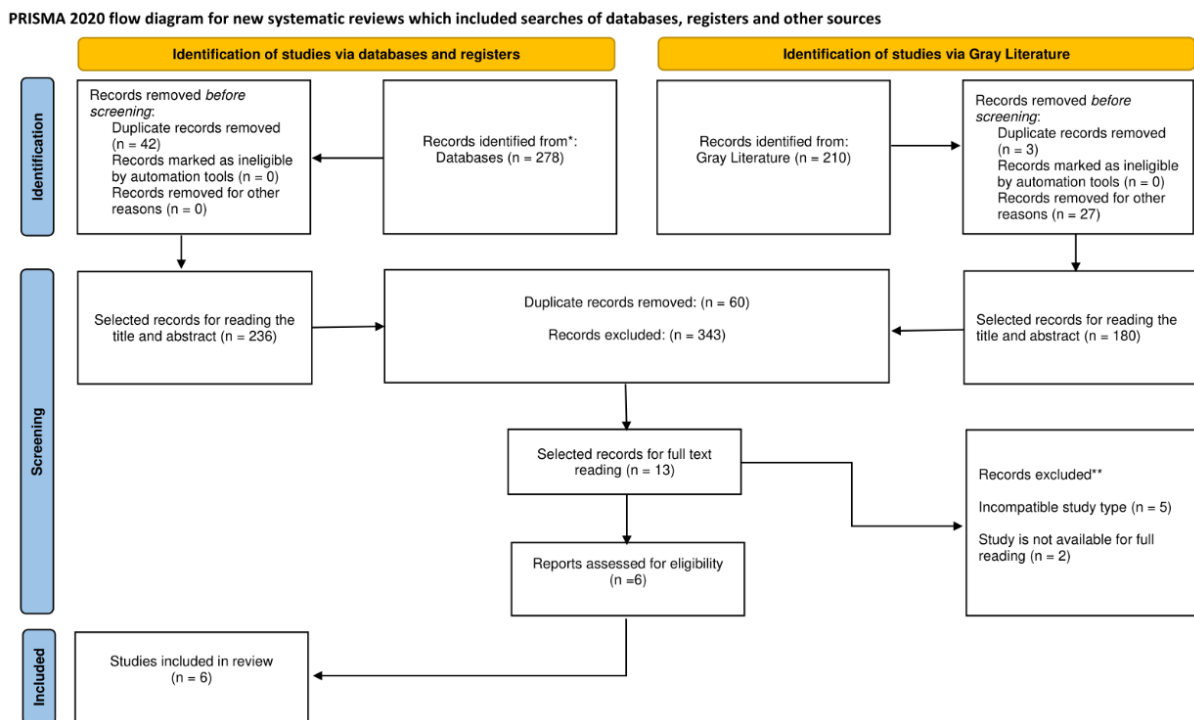 PRISMA 2020 flow diagram for new systematic reviews which included searches of databases, registers and other sources
Identification of studies via databases and registers
Identification of studies via Gray Literature
Identification
Records removed before
screening:
Duplicate records removed
(n = 42)
Records marked as ineligible
by automation tools (n = 0)
Records removed for other
reasons (n = 0)
Records identified from*:
Databases (n = 278)
Records identified from:
Gray Literature (n = 210)
Records removed before
screening:
Duplicate records removed
(n = 3)
Records marked as ineligible
by automation tools (n = 0)
Records removed for other
reasons (n = 27)
Screening
Selected records for reading the
title and abstract (n = 236)
Duplicate records removed: (n = 60)
Records excluded: (n = 343)
Selected records for reading the
title and abstract (n = 180)
Selected records for full text
reading (n = 13)
Records excluded**
Incompatible study type (n = 5)
Study is not available for full
reading (n = 2)
Reports assessed for eligibility
(n =6)
Included
Studies included in review
(n = 6)